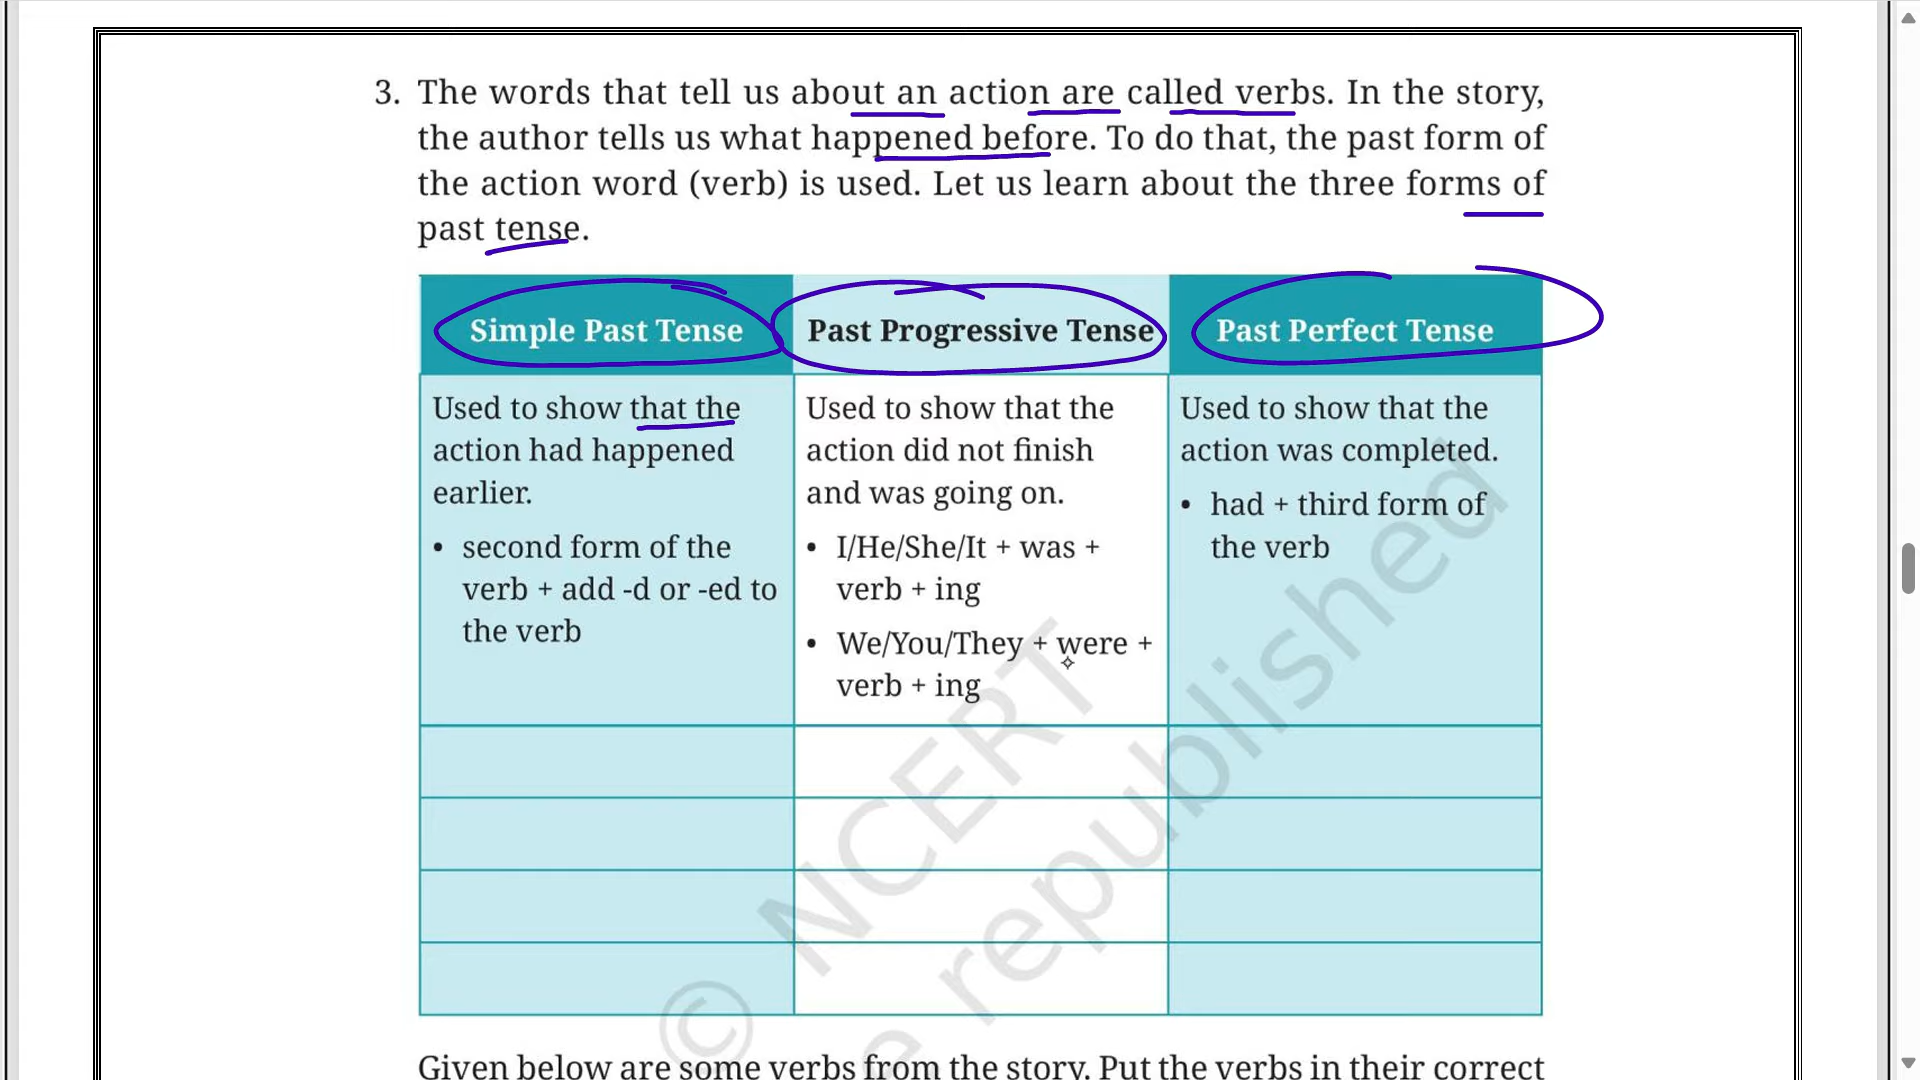 3. The words that tell us about an action are called verbs. In the story,
the author tells us what happened before. To do that, the past form of
the action word (verb) is used. Let us learn about the three forms of
past tense.
Simple Past Tense
Past Progressive Tense
Past Perfect Tense
Used to show that the
action had happened
earlier.
• second form of the
verb + add -d or -ed to
the verb
Used to show that the
action did not finish
and was going on.
• I/He/She/It + was +
verb + ing
• We/You/They + were +
verb + ing
Used to show that the
action was completed.
• had + third form of
the verb
© NCERT
e republished
Given below are some verbs from the story. Put the verbs in their correct